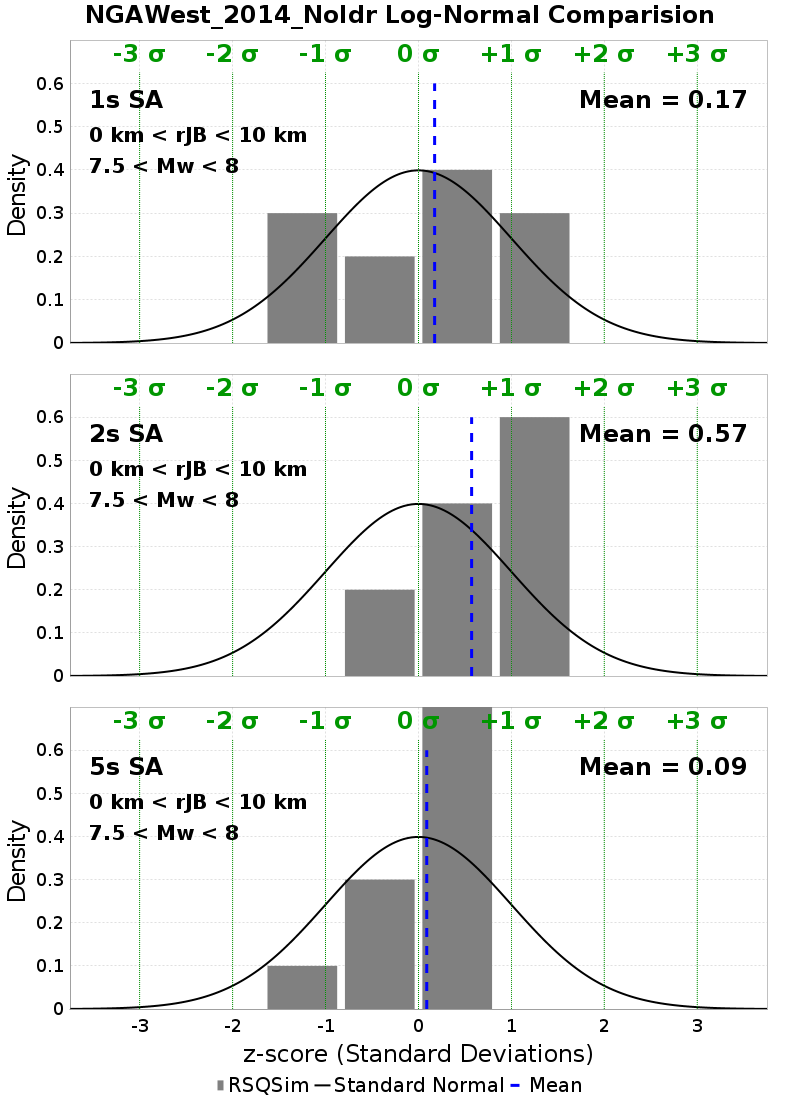 NGAWest_2014_NoIdr Log-Normal Comparision
-3 σ -2 σ -1 σ 0 σ +1 σ +2 σ +3 σ
1s SA Mean = 0.17
0 km < rJB < 10 km
7.5 < Mw < 8
Density
0.6
0.5
0.4
0.3
0.2
0.1
0
-3 σ -2 σ -1 σ 0 σ +1 σ +2 σ +3 σ
2s SA Mean = 0.57
0 km < rJB < 10 km
7.5 < Mw < 8
Density
0.6
0.5
0.4
0.3
0.2
0.1
0
-3 σ -2 σ -1 σ 0 σ +1 σ +2 σ +3 σ
5s SA Mean = 0.09
0 km < rJB < 10 km
7.5 < Mw < 8
Density
0.6
0.5
0.4
0.3
0.2
0.1
0
-3 -2 -1 0 1 2 3
z-score (Standard Deviations)
RSQSim Standard Normal Mean